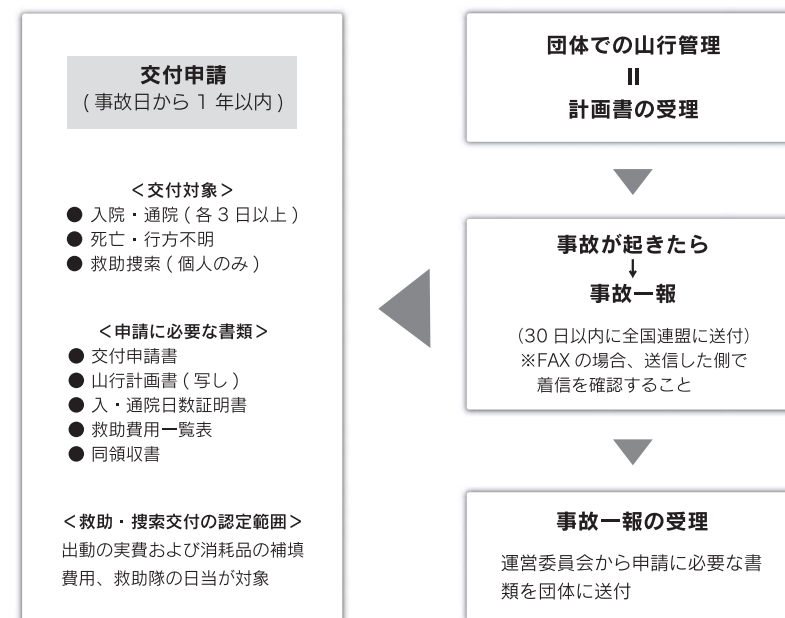 交付申請
(事故日から1年以内)
＜交付対象＞
● 入院・通院(各3日以上)
● 死亡・行方不明
● 救助捜索(個人のみ)
＜申請に必要な書類＞
● 交付申請書
● 山行計画書(写し)
● 入・通院日数証明書
● 救助費用一覧表
● 同領収書
＜救助・捜索交付の認定範囲＞
出動の実費および消耗品の補填
費用、救助隊の日当が対象
団体での山行管理
॥
計画書の受理
事故が起きたら
↓
事故一報
（30日以内に全国連盟に送付）
※FAXの場合、送信した側で
着信を確認すること
事故一報の受理
運営委員会から申請に必要な書
類を団体に送付